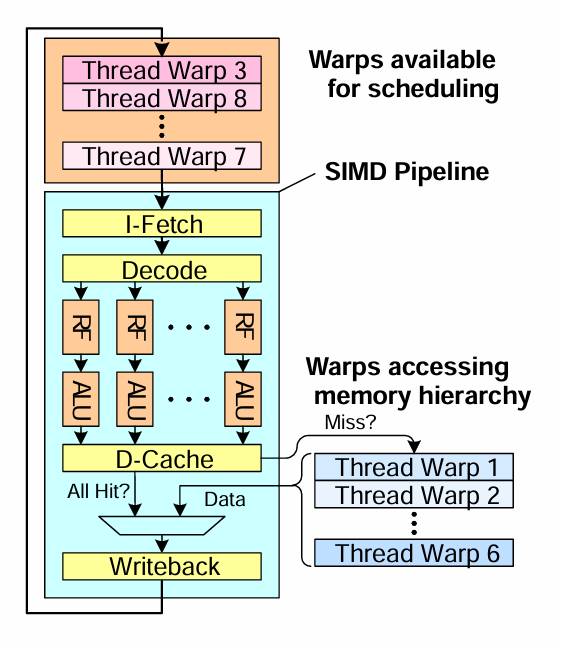 Warps available
for scheduling
Thread Warp 3
Thread Warp 8
Thread Warp 7
SIMD Pipeline
I-Fetch
Decode
RF
RF
RF
ALU
ALU
ALU
Warps accessing
memory hierarchy
Miss?
D-Cache
Thread Warp 1
All Hit?
Data
Thread Warp 2
Thread Warp 6
Writeback